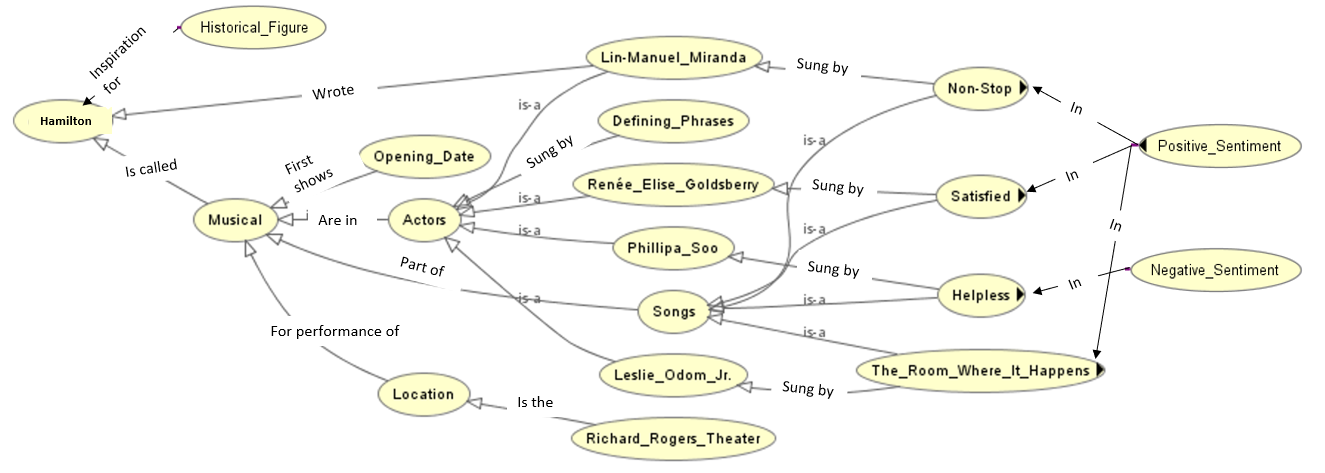 Historical_Figure
Inspiration
for
Hamilton
Wrote
Lin-Manuel_Miranda
Sung by
Non-Stop
In
Positive_Sentiment
is-a
Defining_Phrases
Sung by
is-a
Is called
First
shows
Opening_Date
Renée_Elise_Goldsberry
Sung by
Satisfied
In
is-a
Musical
i
Are in
Actors
is-a
is-a
In
Phillipa_Soo
Sung by
Part of
Negative_Sentiment
In
Helpless
is-a
is-a
Songs
is-a
For performance of
The_Room_Where_It_Happens
Leslie_Odom_Jr.
Sung by
Location
Is the
Richard_Rogers_Theater